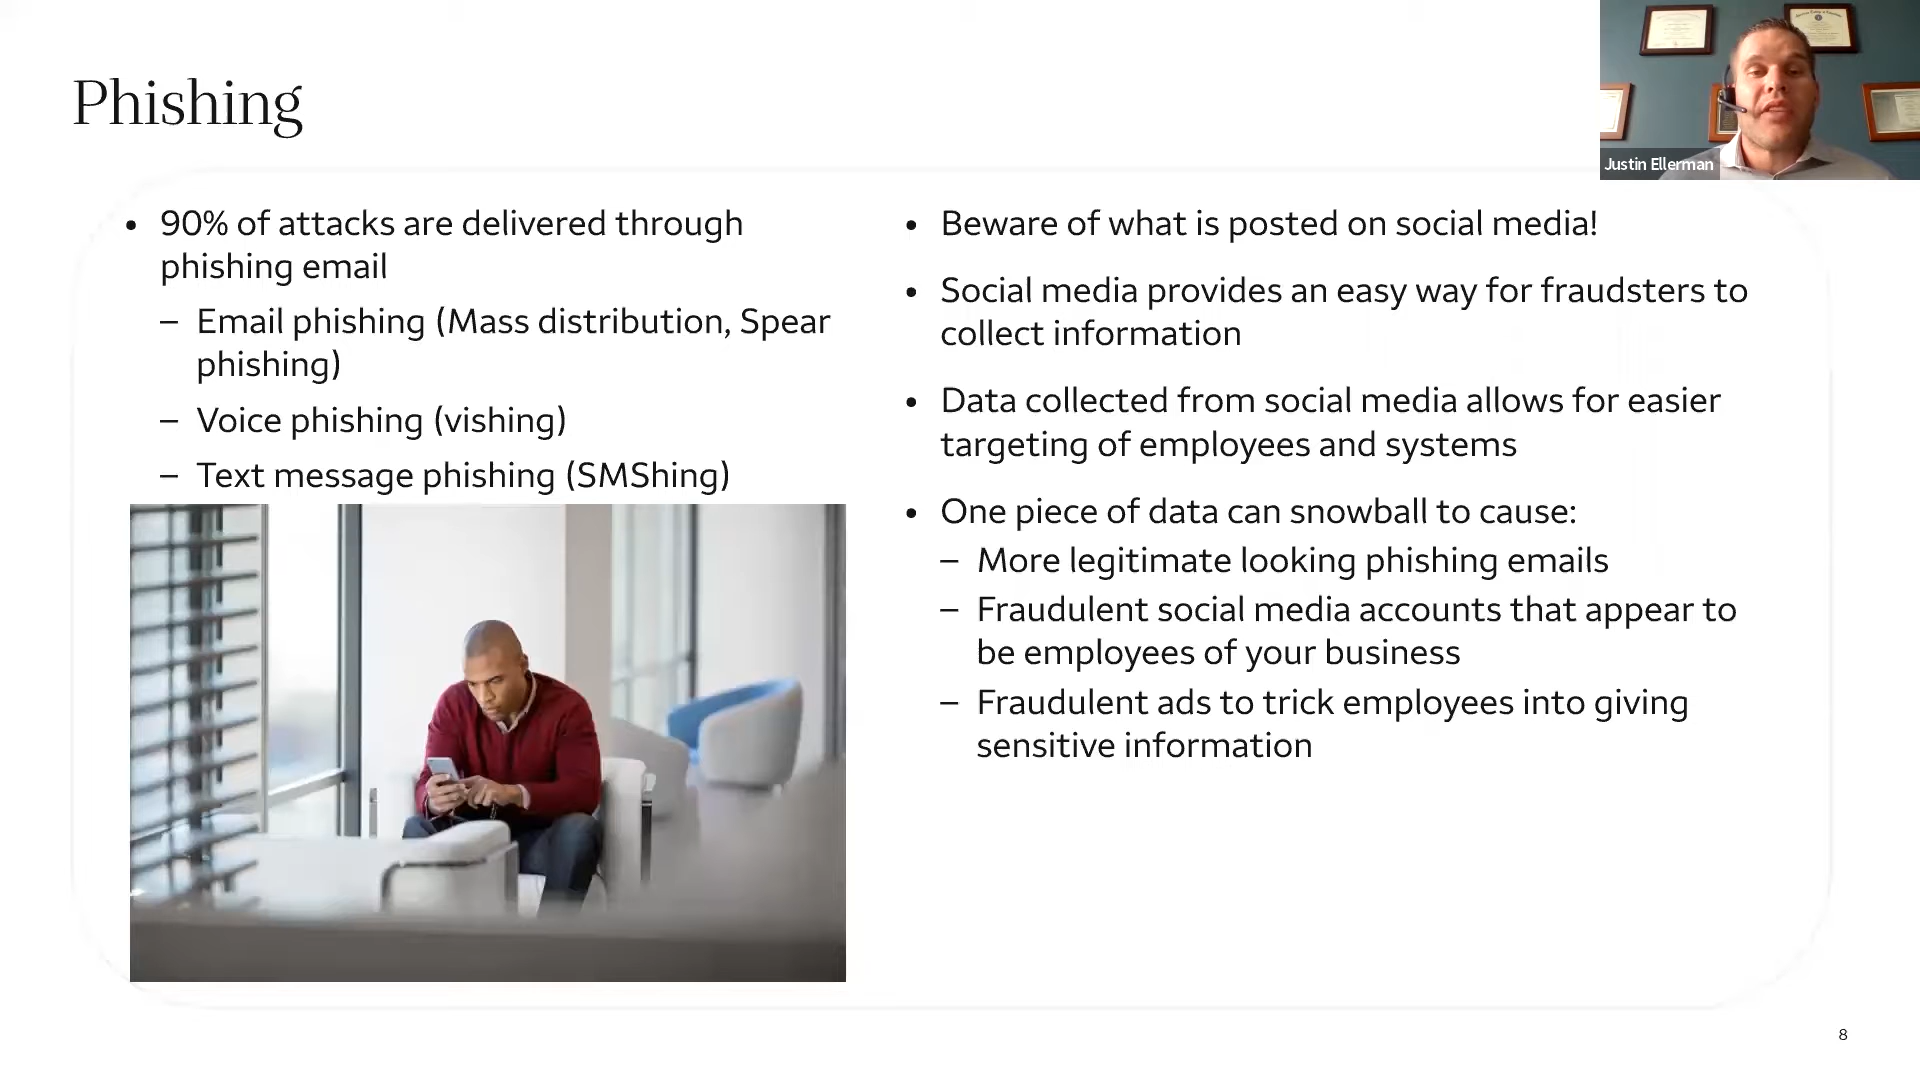 Phishing
Justin Ellerman
• 90% of attacks are delivered through
phishing email
– Email phishing (Mass distribution, Spear
phishing)
– Voice phishing (vishing)
– Text message phishing (SMShing)
• Beware of what is posted on social media!
• Social media provides an easy way for fraudsters to
collect information
• Data collected from social media allows for easier
targeting of employees and systems
• One piece of data can snowball to cause:
– More legitimate looking phishing emails
– Fraudulent social media accounts that appear to
be employees of your business
– Fraudulent ads to trick employees into giving
sensitive information
8